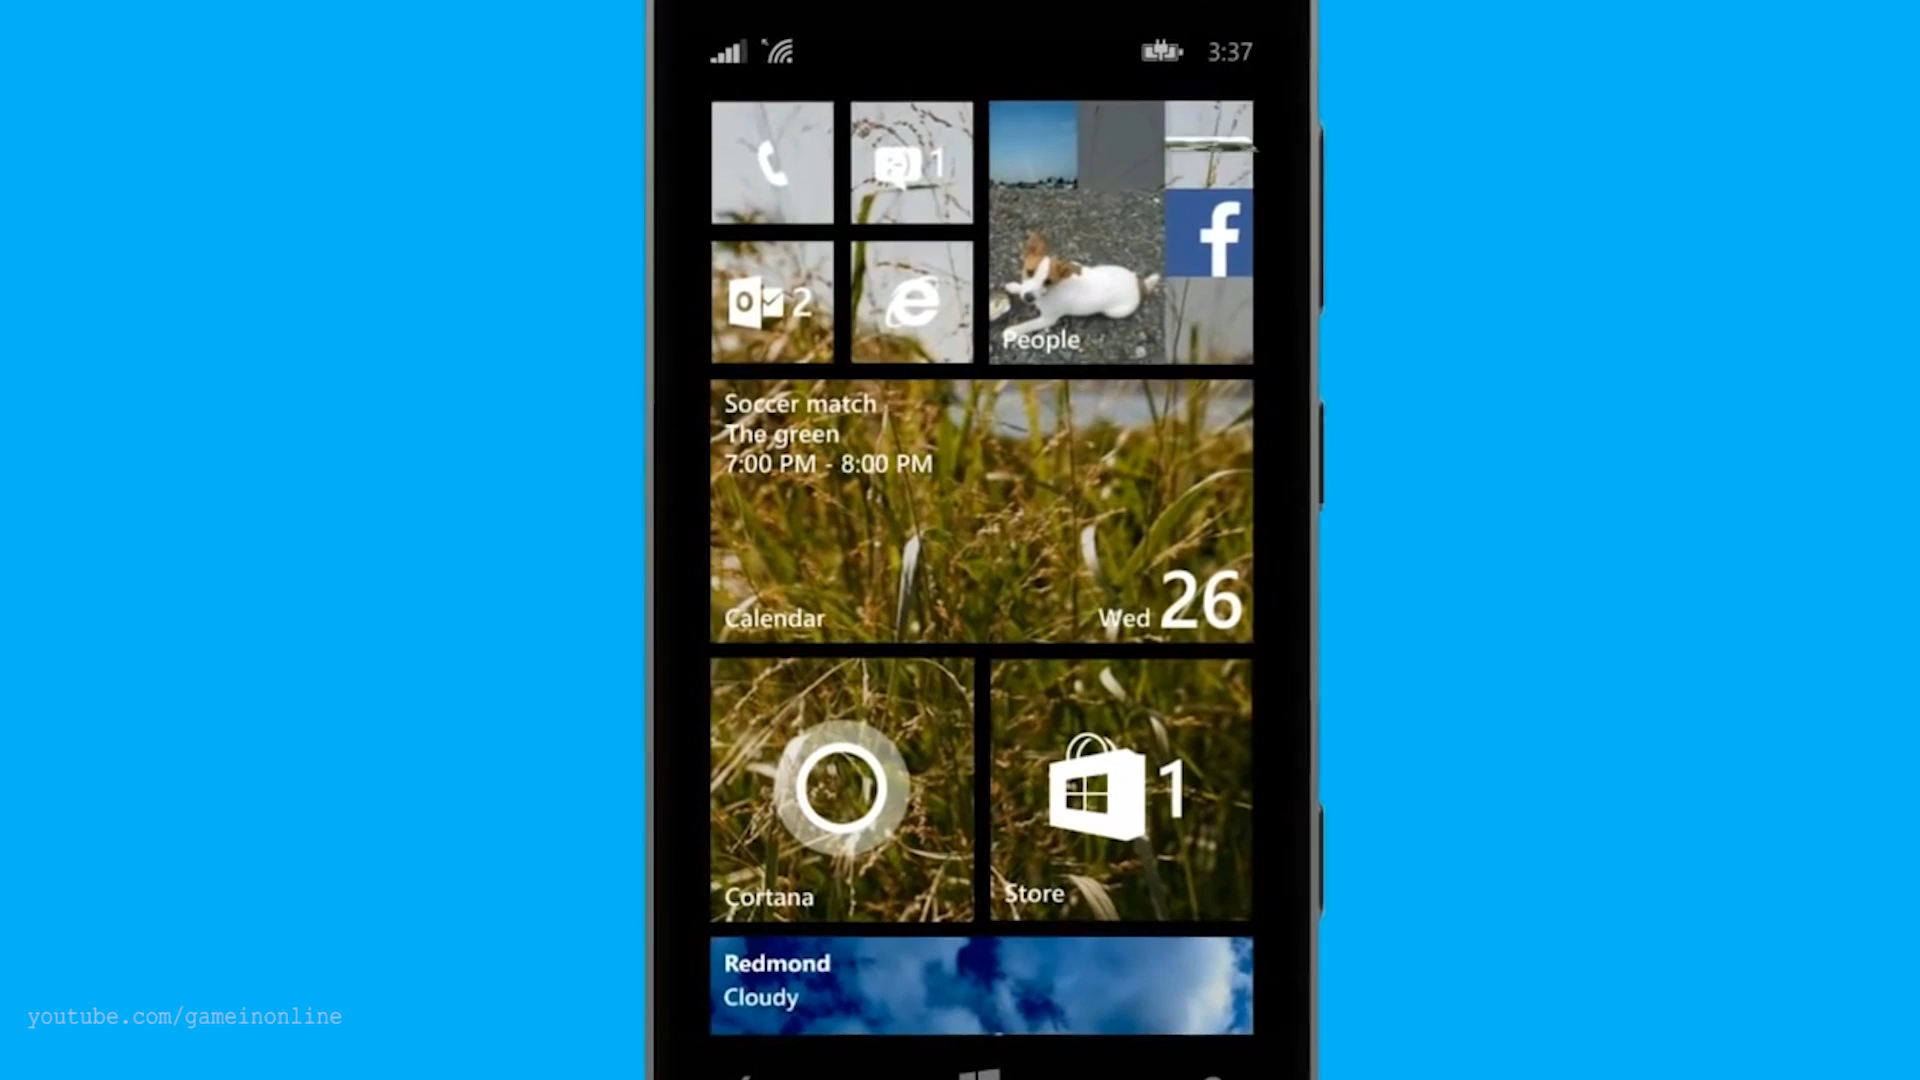 3:37
1
2
People
f
Soccer match
The green
7:00 PM - 8:00 PM
Calendar
Wed 26
1
Cortana
Store
Redmond
Cloudy
youtube.com/gameinonline